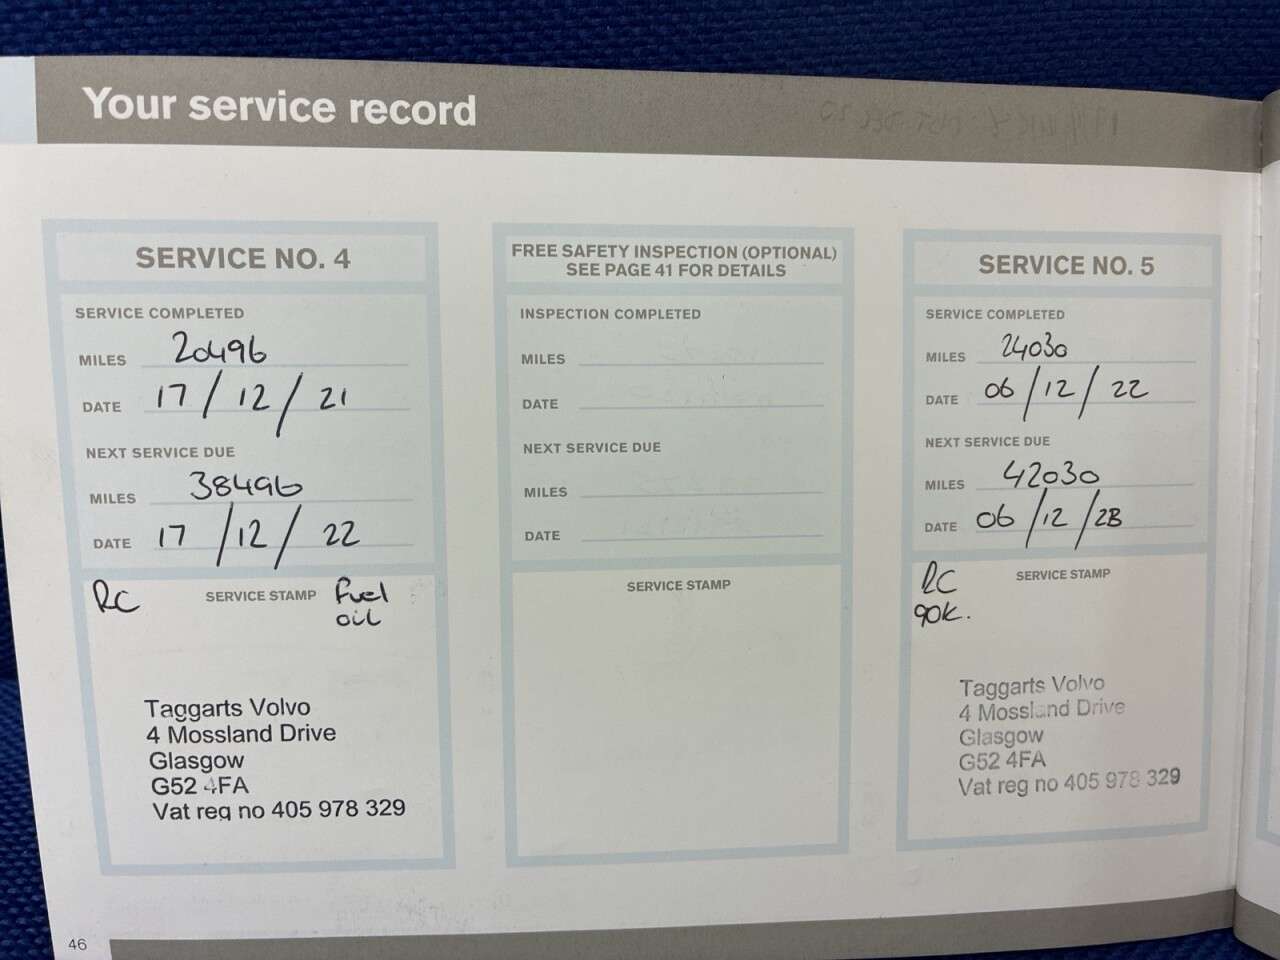 Your service record
SERVICE NO. 4
SERVICE COMPLETED
MILES 20496
DATE 17/12/21
NEXT SERVICE DUE
MILES 38496
DATE 17/12/22
RC SERVICE STAMP Fuel
oil
Taggarts Volvo
4 Mossland Drive
Glasgow
G52 4FA
Vat reg no 405 978 329
FREE SAFETY INSPECTION (OPTIONAL)
SEE PAGE 41 FOR DETAILS
INSPECTION COMPLETED
MILES
DATE
NEXT SERVICE DUE
MILES
DATE
SERVICE STAMP
SERVICE NO. 5
SERVICE COMPLETED
MILES 24030
DATE 06/12/22
NEXT SERVICE DUE
MILES 42030
DATE 06/12/23
RC SERVICE STAMP
90K.
Taggarts Volvo
4 Mossland Drive
Glasgow
G52 4FA
Vat reg no 405 978 329
46